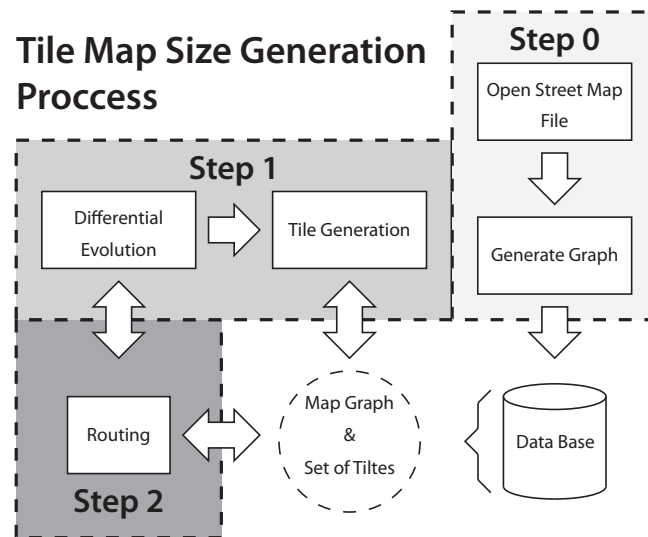 Tile Map Size Generation
Proccess
Step 0
Open Street Map
File
Generate Graph
Step 1
Differential
Evolution
Tile Generation
Routing
Step 2
Map Graph
&
Set of Tiltes
Data Base